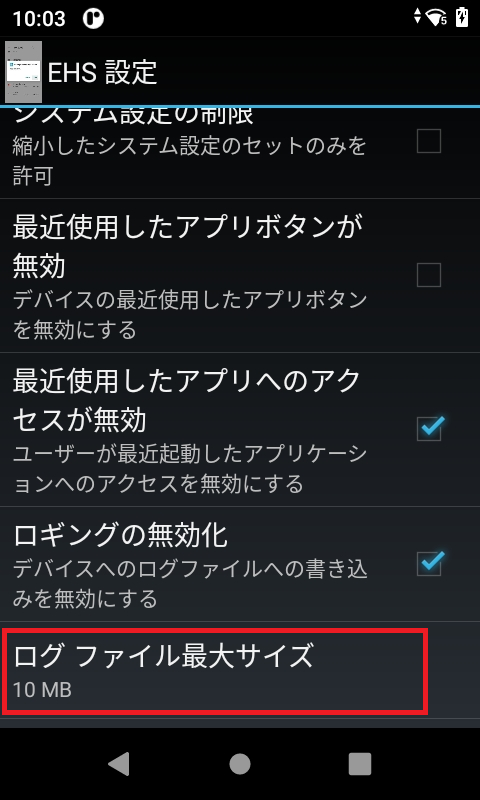 10:03
EHS 設定
システム設定の制限
縮小したシステム設定のセットのみを
許可
最近使用したアプリボタンが
無効
デバイスの最近使用したアプリボタン
を無効にする
最近使用したアプリへのアク
セスが無効
ユーザーが最近起動したアプリケーシ
ョンへのアクセスを無効にする
ロギングの無効化
デバイスへのログファイルへの書き込
みを無効にする
ログ ファイル最大サイズ
10 MB